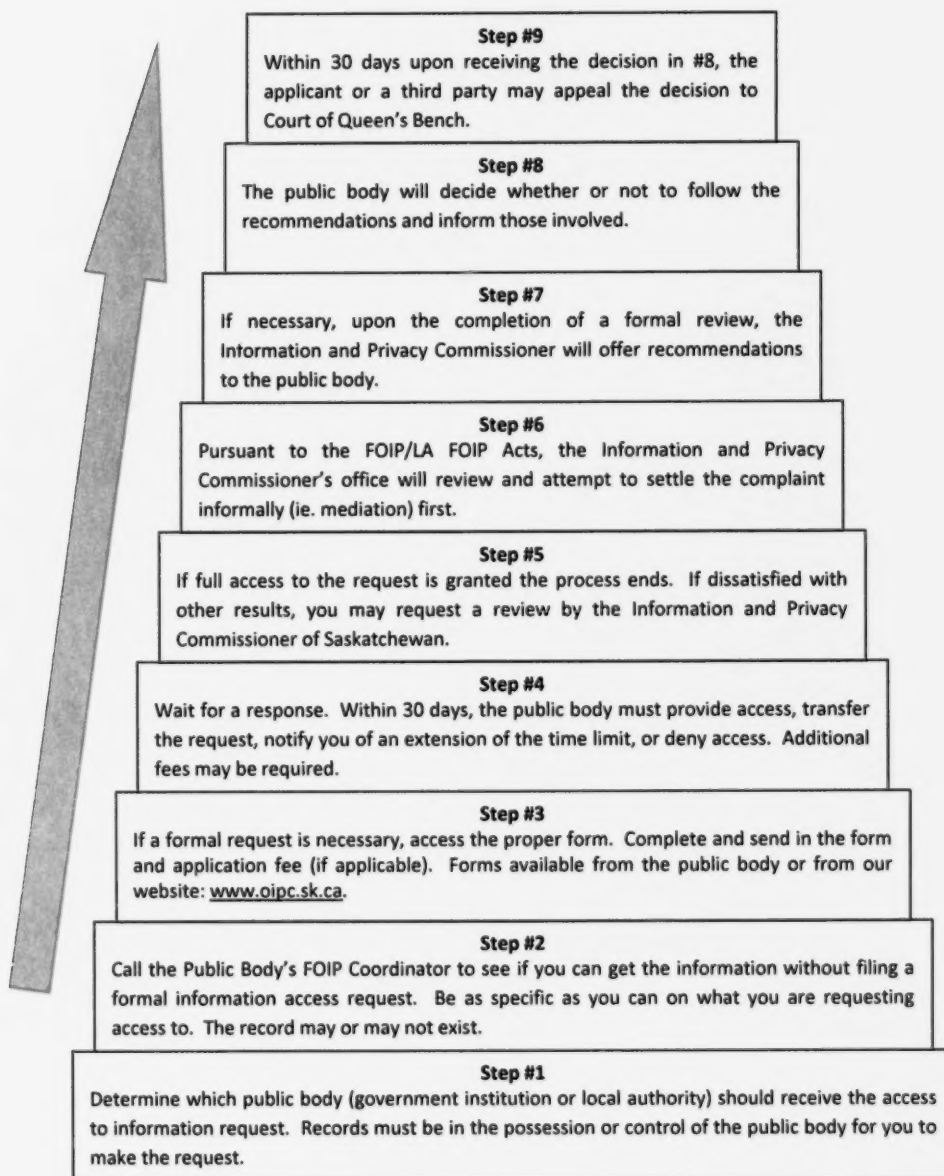 Step #9
Within 30 days upon receiving the decision in #8, the
applicant or a third party may appeal the decision to
Court of Queen's Bench.
Step #8
The public body will decide whether or not to follow the
recommendations and inform those involved.
Step #7
If necessary, upon the completion of a formal review, the
Information and Privacy Commissioner will offer recommendations
to the public body.
Step #6
Pursuant to the FOIP/LA FOIP Acts, the Information and Privacy
Commissioner's office will review and attempt to settle the complaint
informally (ie. mediation) first.
Step #5
If full access to the request is granted the process ends. If dissatisfied with
other results, you may request a review by the Information and Privacy
Commissioner of Saskatchewan.
Step #4
Wait for a response. Within 30 days, the public body must provide access, transfer
the request, notify you of an extension of the time limit, or deny access. Additional
fees may be required.
Step #3
If a formal request is necessary, access the proper form. Complete and send in the form
and application fee (if applicable). Forms available from the public body or from our
website: www.oipc.sk.ca.
Step #2
Call the Public Body's FOIP Coordinator to see if you can get the information without filing a
formal information access request. Be as specific as you can on what you are requesting
access to. The record may or may not exist.
Step #1
Determine which public body (government institution or local authority) should receive the access
to information request. Records must be in the possession or control of the public body for you to
make the request.